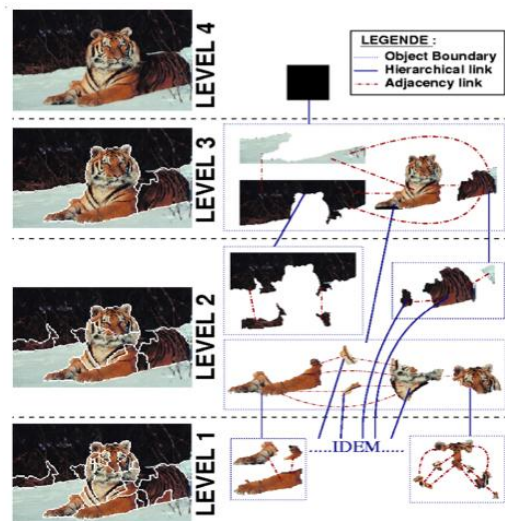 LEVEL 4
LEGENDE :
Object Boundary
Hierarchical link
Adjacency link
LEVEL 3
LEVEL 2
LEVEL 1
......IDEM.....